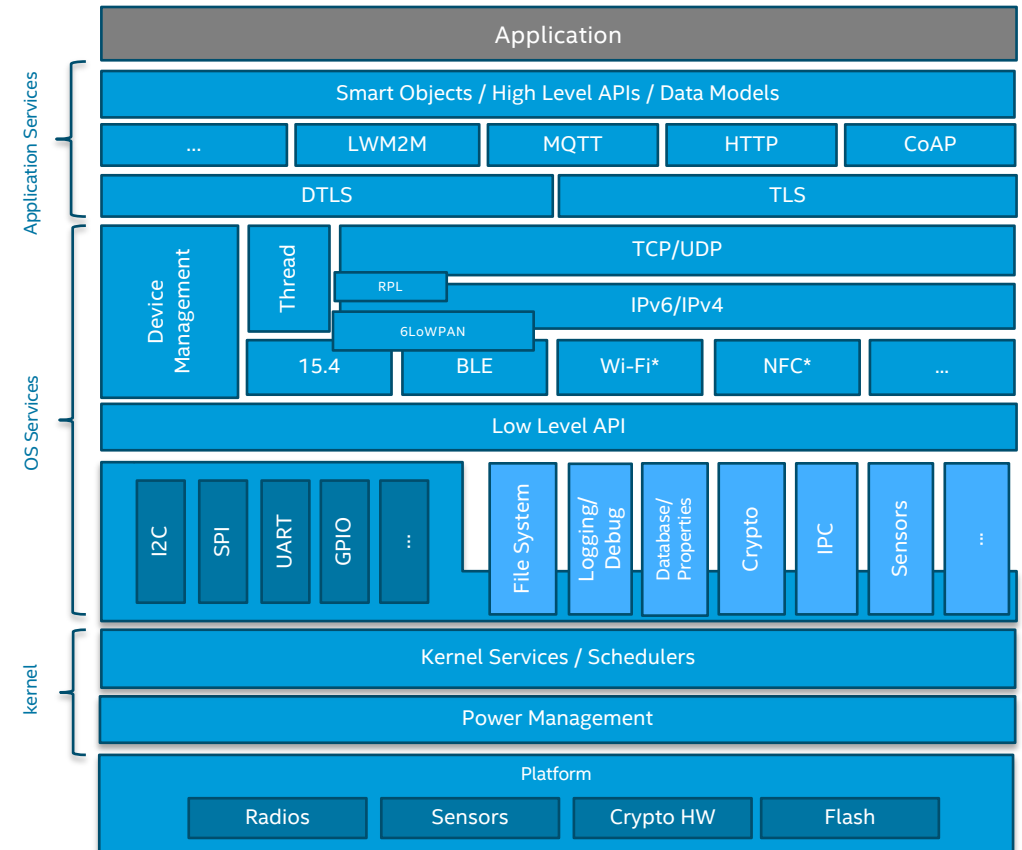 Application
Application Services
Smart Objects / High Level APIs / Data Models
...
LWM2M
MQTT
HTTP
CoAP
DTLS
TLS
OS Services
Device
Management
Thread
TCP/UDP
RPL
IPv6/IPv4
6LoWPAN
15.4
BLE
Wi-Fi*
NFC*
...
Low Level API
I2C
SPI
UART
GPIO
...
File System
Logging/
Debug
Database/
Properties
Crypto
IPC
Sensors
...
kernel
Kernel Services / Schedulers
Power Management
Platform
Radios
Sensors
Crypto HW
Flash